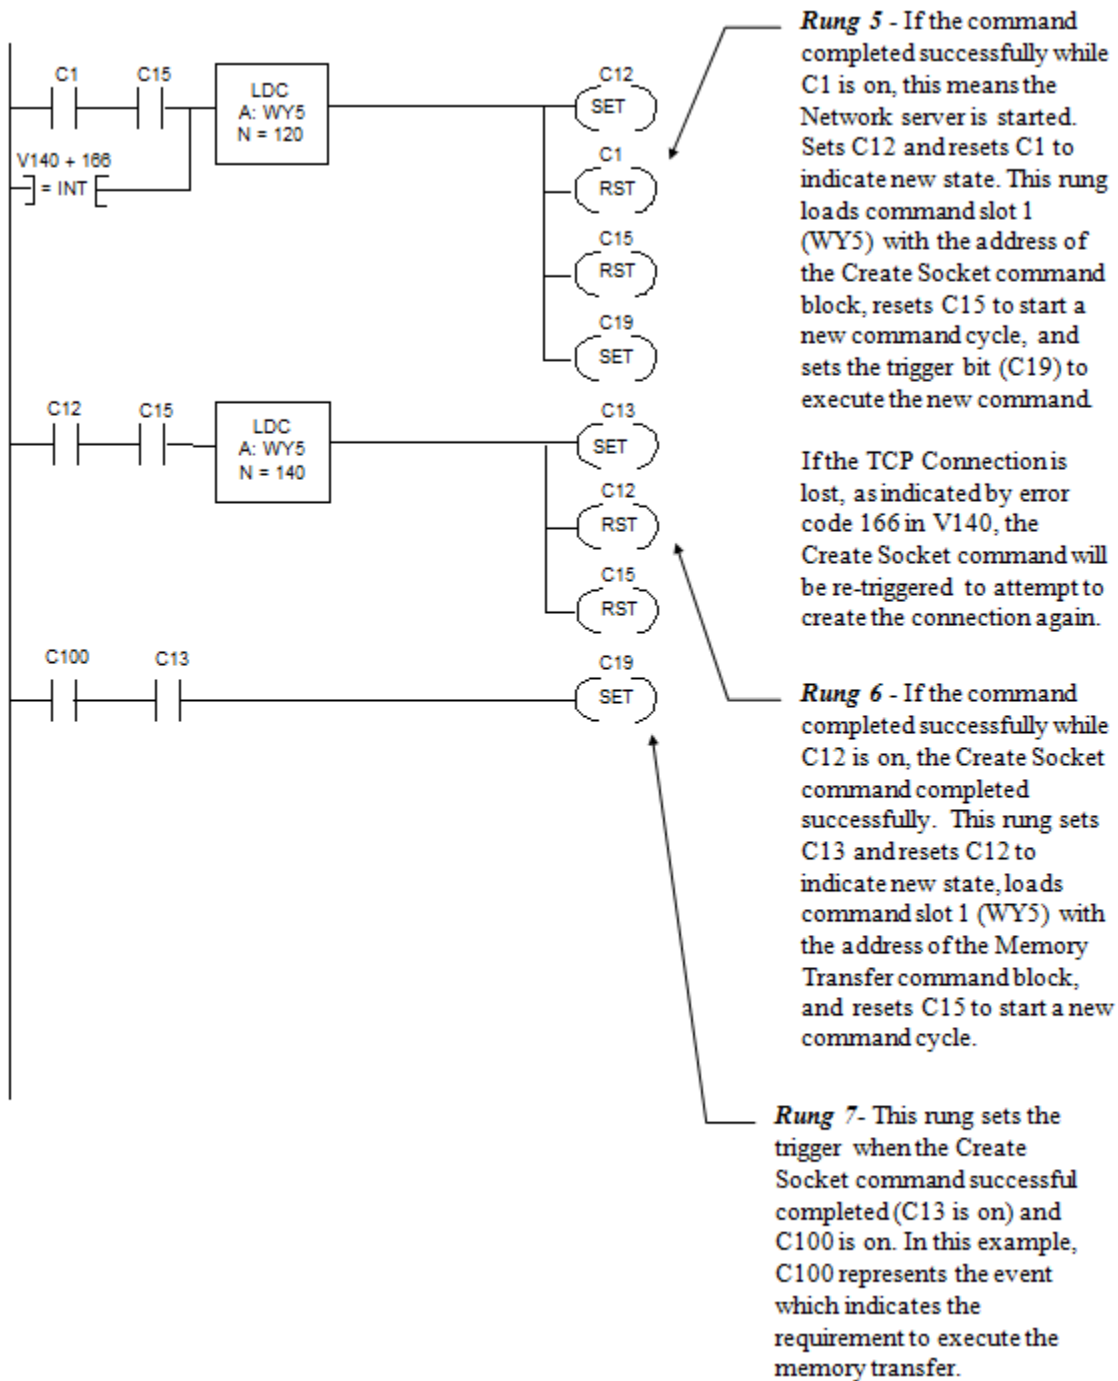 C1 C15
LDC
A: WY5
N = 120
C12
SET
V140 + 166
= INT
C1
RST
C15
RST
C19
SET
C12 C15
LDC
A: WY5
N = 140
C13
SET
C12
RST
C15
RST
C100 C13
C19
SET
Rung 5 - If the command
completed successfully while
C1 is on, this means the
Network server is started.
Sets C12 and resets C1 to
indicate new state. This rung
loads command slot 1
(WY5) with the address of
the Create Socket command
block, resets C15 to start a
new command cycle, and
sets the trigger bit (C19) to
execute the new command.
If the TCP Connection is
lost, as indicated by error
code 166 in V140, the
Create Socket command will
be re-triggered to attempt to
create the connection again.
Rung 6 - If the command
completed successfully while
C12 is on, the Create Socket
command completed
successfully. This rung sets
C13 and resets C12 to
indicate new state, loads
command slot 1 (WY5) with
the address of the Memory
Transfer command block,
and resets C15 to start a new
command cycle.
Rung 7- This rung sets the
trigger when the Create
Socket command successful
completed (C13 is on) and
C100 is on. In this example,
C100 represents the event
which indicates the
requirement to execute the
memory transfer.